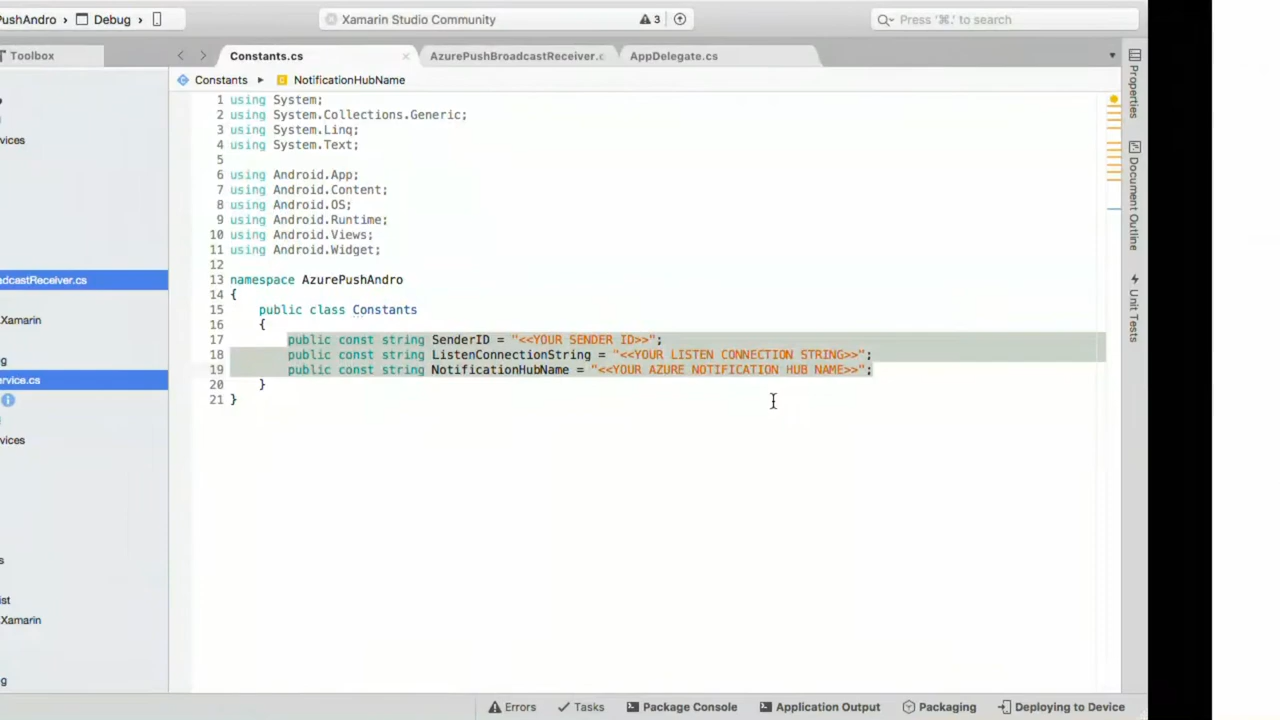 PushAndro › Debug ›
Xamarin Studio Community
3
Press '⌘.' to search
Toolbox
Constants.cs
AzurePushBroadcastReceiver.c
AppDelegate.cs
Constants ▶ NotificationHubName
1 using System;
2 using System.Collections.Generic;
3 using System.Linq;
4 using System.Text;
5
6 using Android.App;
7 using Android.Content;
8 using Android.OS;
9 using Android.Runtime;
10 using Android.Views;
11 using Android.Widget;
12
13 namespace AzurePushAndro
14 {
15 public class Constants
16 {
17 public const string SenderID = "<<YOUR SENDER ID>>";
18 public const string ListenConnectionString = "<<YOUR LISTEN CONNECTION STRING>>";
19 public const string NotificationHubName = "<<YOUR AZURE NOTIFICATION HUB NAME>>";
20 }
21 }
vices
adcastReceiver.cs
Xamarin
g
ervice.cs
vices
s
ist
Xamarin
g
Properties
Document Outline
Unit Tests
Errors
Tasks
Package Console
Application Output
Packaging
Deploying to Device